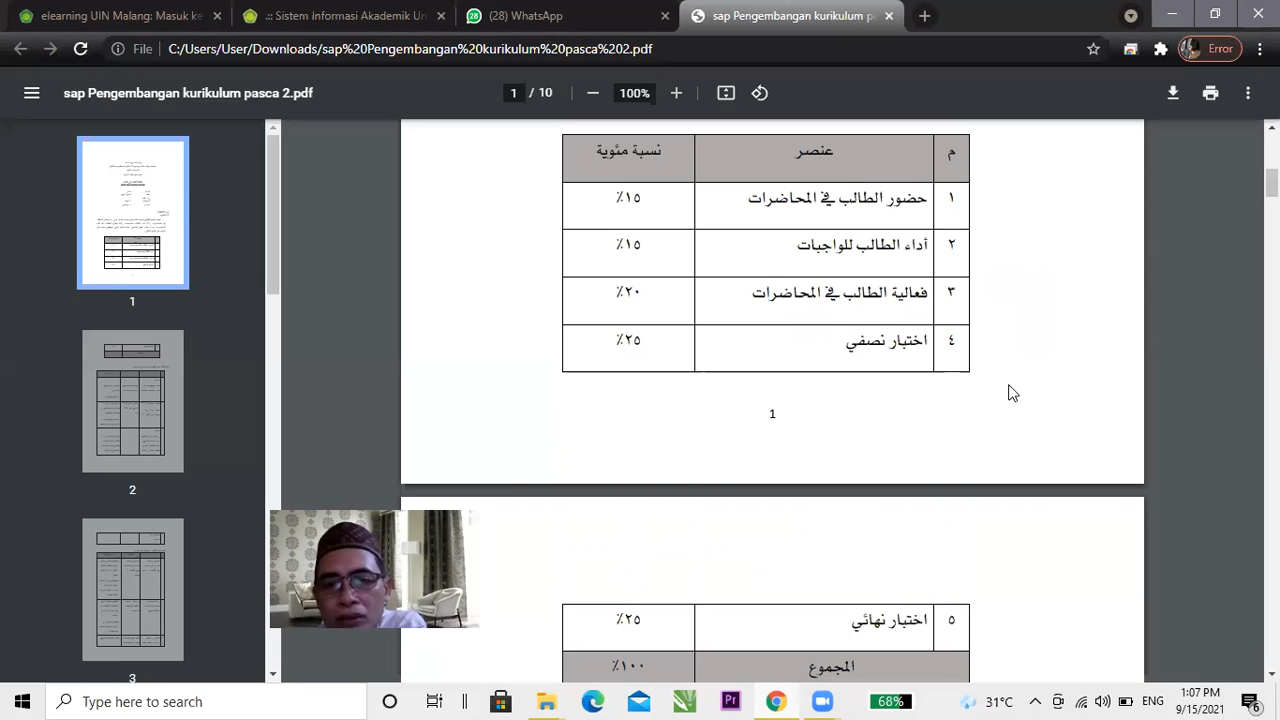 elearning UIN Malang: Masuk ke
.:: Sistem Informasi Akademik Un
(28) WhatsApp
sap Pengembangan kurikulum pa
File
C:/Users/User/Downloads/sap%20Pengembangan%20kurikulum%20pasca%202.pdf
Error
sap Pengembangan kurikulum pasca 2.pdf
1 / 10
100%
م عنصر نسبة مئوية
١ حضور الطالب في المحاضرات ١٥٪
٢ أداء الطالب للواجبات ١٥٪
٣ فعالية الطالب في المحاضرات ٢٠٪
٤ اختبار نصفي ٢٥٪
1
٥ اختبار نهائي ٢٥٪
المجموع ١٠٠٪
1
2
3
Type here to search
68%
31°C
ENG
1:07 PM
9/15/2021
6